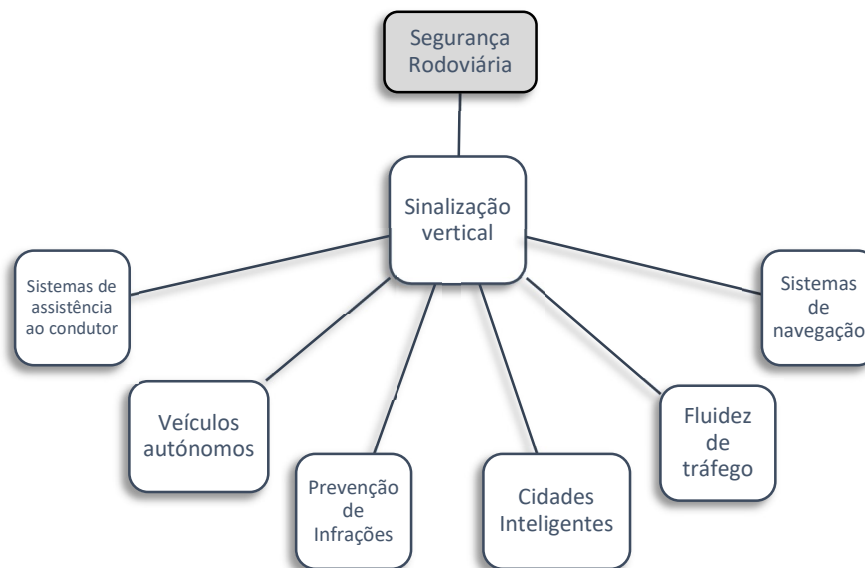 Segurança
Rodoviária
Sinalização
vertical
Sistemas de
assistência
ao condutor
Sistemas
de
navegação
Veículos
autónomos
Fluidez
de
tráfego
Prevenção
de
Infrações
Cidades
Inteligentes